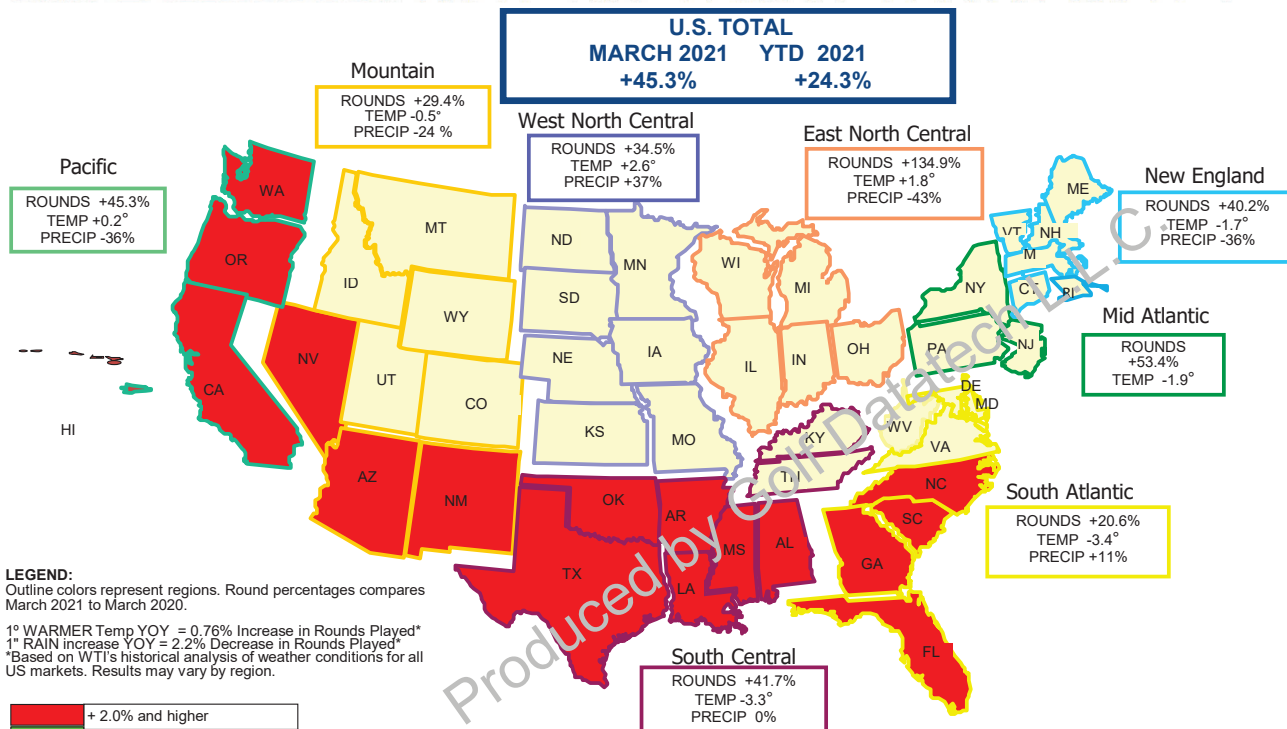 U.S. TOTAL
MARCH 2021 YTD 2021
+45.3% +24.3%
Mountain
ROUNDS +29.4%
TEMP -0.5°
PRECIP -24 %
West North Central
ROUNDS +34.5%
TEMP +2.6°
PRECIP +37%
East North Central
ROUNDS +134.9%
TEMP +1.8°
PRECIP -43%
Pacific
ROUNDS +45.3%
TEMP +0.2°
PRECIP -36%
New England
ROUNDS +40.2%
TEMP -1.7°
PRECIP -36%
Mid Atlantic
ROUNDS
+53.4%
TEMP -1.9°
South Atlantic
ROUNDS +20.6%
TEMP -3.4°
PRECIP +11%
South Central
ROUNDS +41.7%
TEMP -3.3°
PRECIP 0%
WA
OR
CA
HI
NV
ID
MT
WY
UT
CO
AZ
NM
ND
SD
NE
KS
MN
IA
MO
WI
MI
IL
IN
OH
KY
TN
OK
TX
AR
LA
MS
AL
ME
VT
NH
M
CT
RI
NY
PA
NJ
DE
MD
WV
VA
NC
SC
GA
FL
Produced by Golf Datatech L.L.C.
LEGEND:
Outline colors represent regions. Round percentages compares
March 2021 to March 2020.
1° WARMER Temp YOY = 0.76% Increase in Rounds Played*
1" RAIN increase YOY = 2.2% Decrease in Rounds Played*
*Based on WTI's historical analysis of weather conditions for all
US markets. Results may vary by region.
+ 2.0% and higher